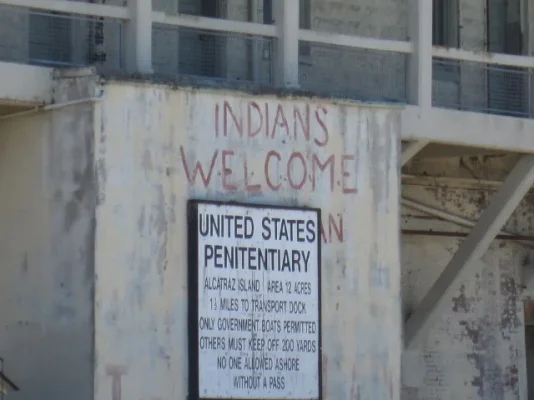 INDIANS
WELCOME
AN
UNITED STATES
PENITENTIARY
ALCATRAZ ISLAND AREA 12 ACRES
1½ MILES TO TRANSPORT DOCK
ONLY GOVERNMENT BOATS PERMITTED
OTHERS MUST KEEP OFF 200 YARDS
NO ONE ALLOWED ASHORE
WITHOUT A PASS